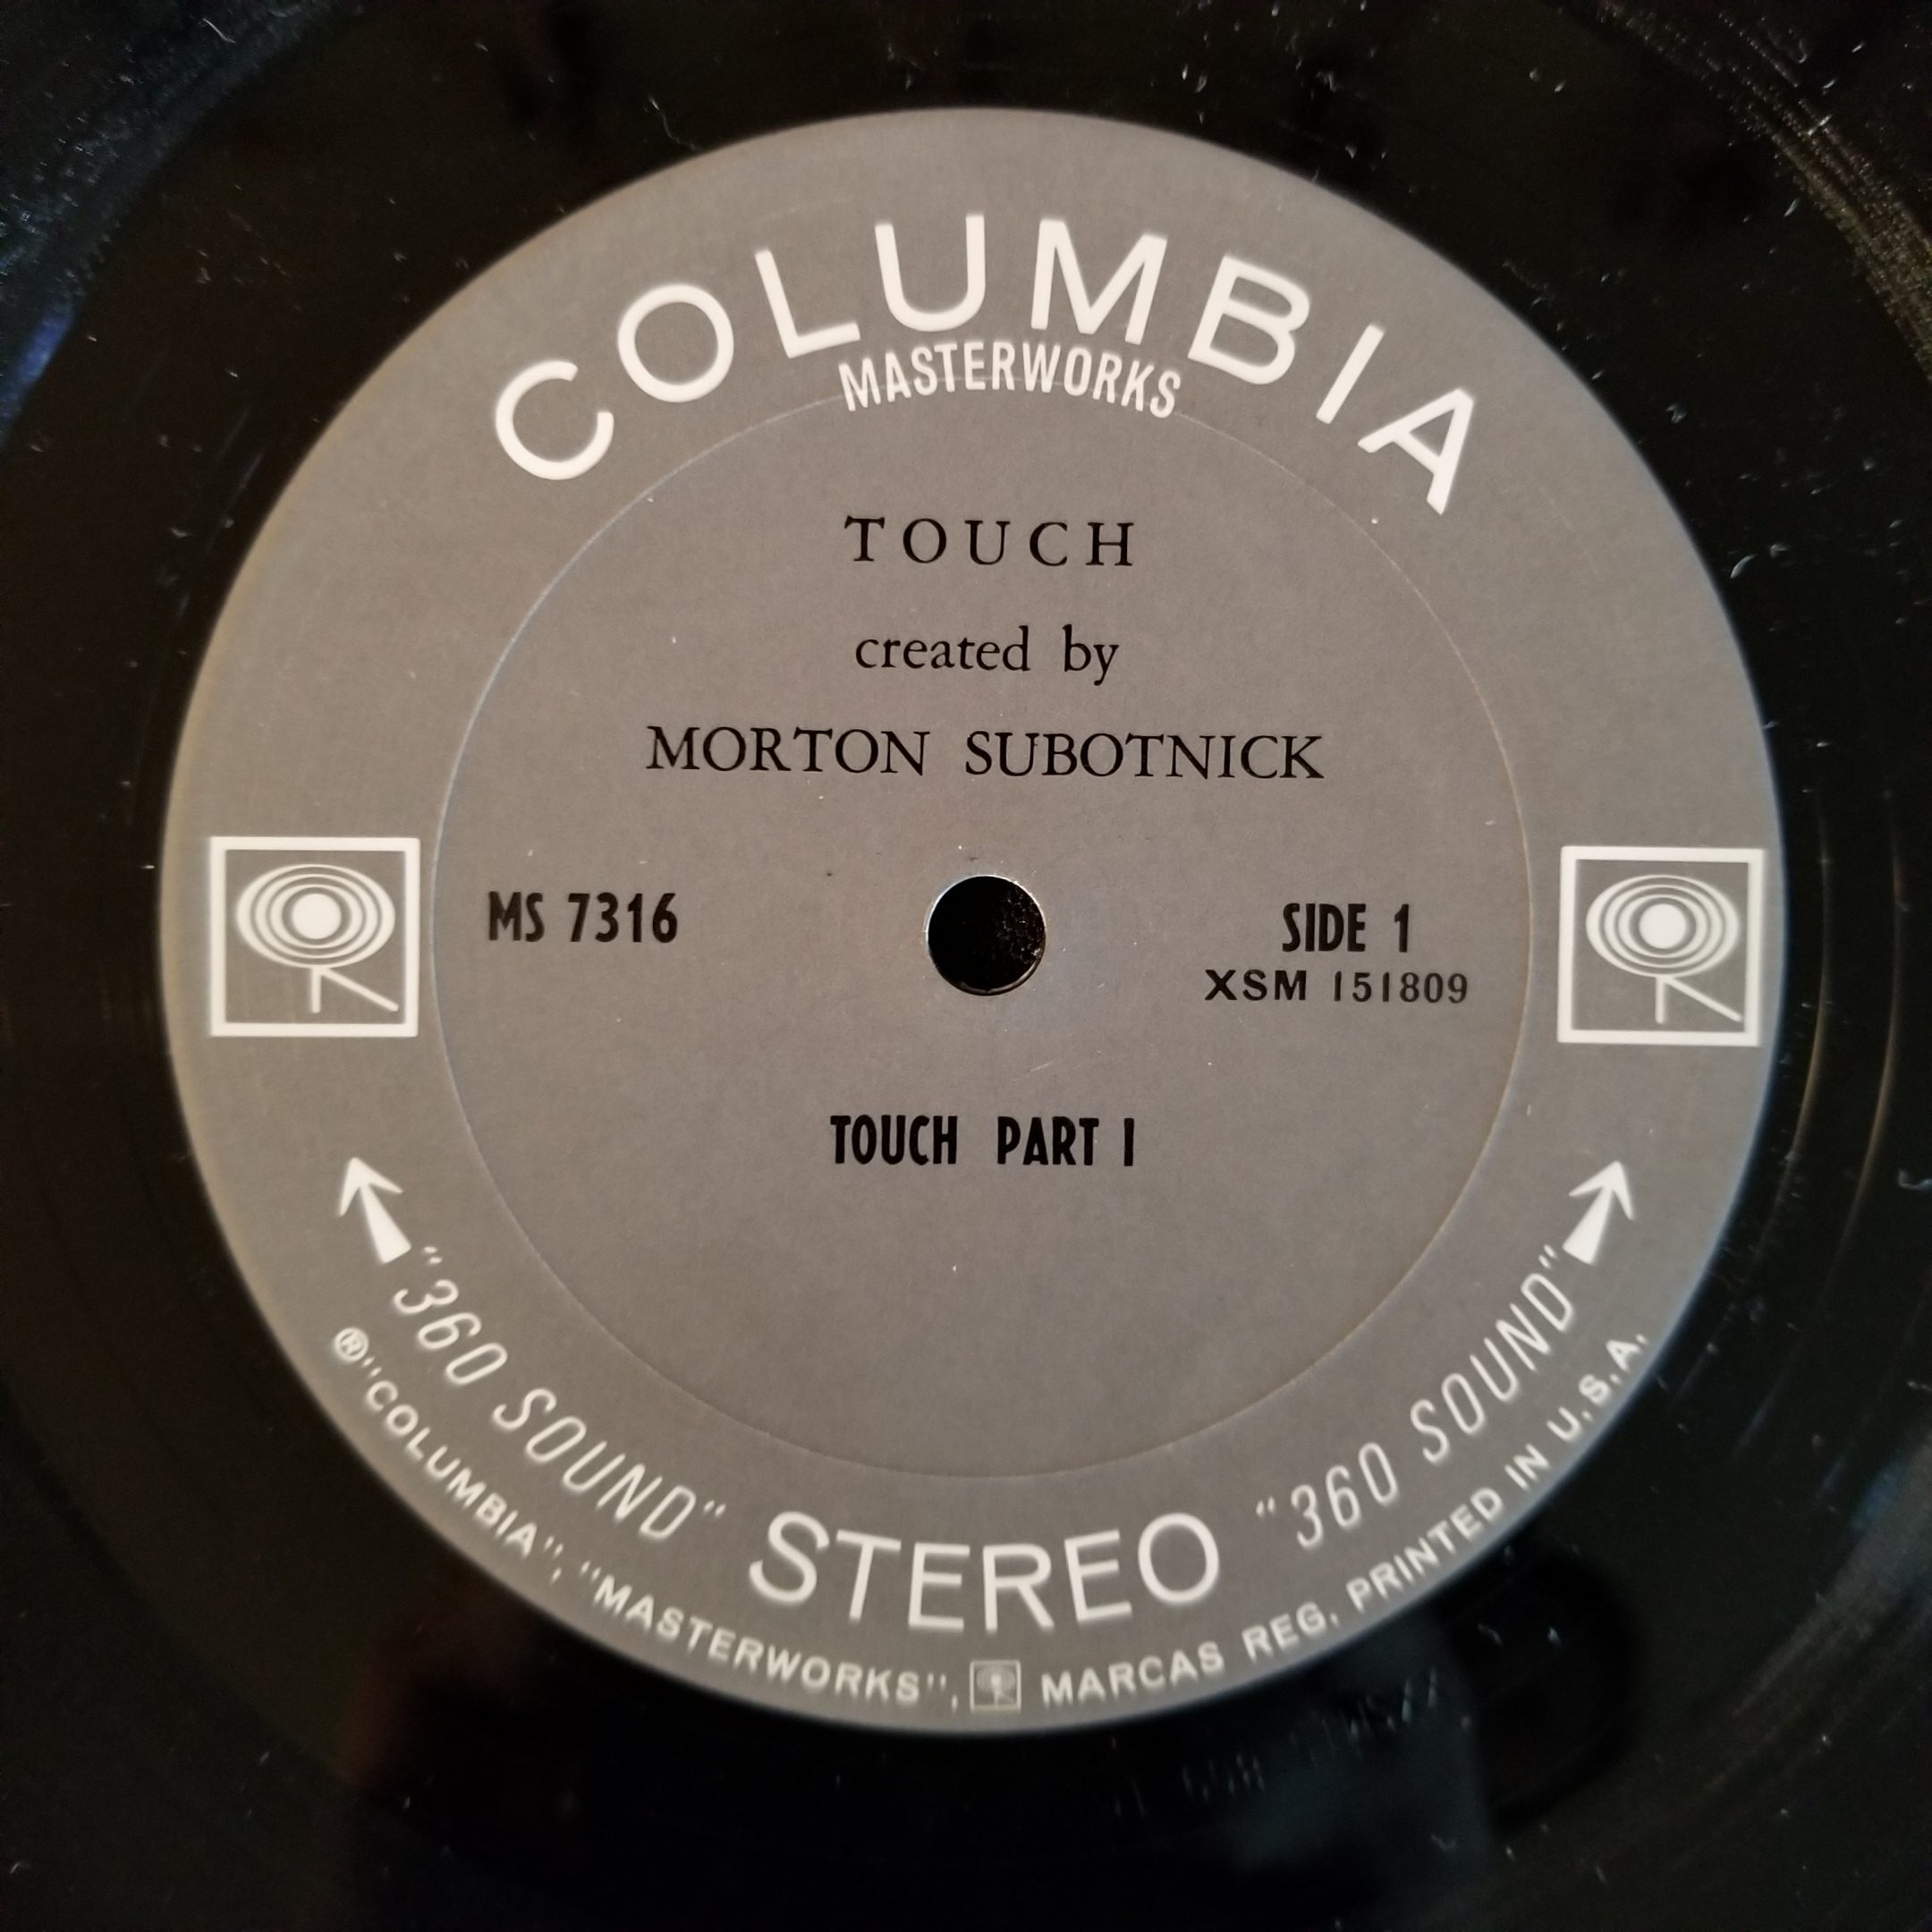 COLUMBIA
MASTERWORKS
TOUCH
created by
MORTON SUBOTNICK
MS 7316
SIDE 1
XSM 151809
TOUCH PART I
"360 SOUND" STEREO "360 SOUND"
® "COLUMBIA", "MASTERWORKS", MARCAS REG. PRINTED IN U.S.A.